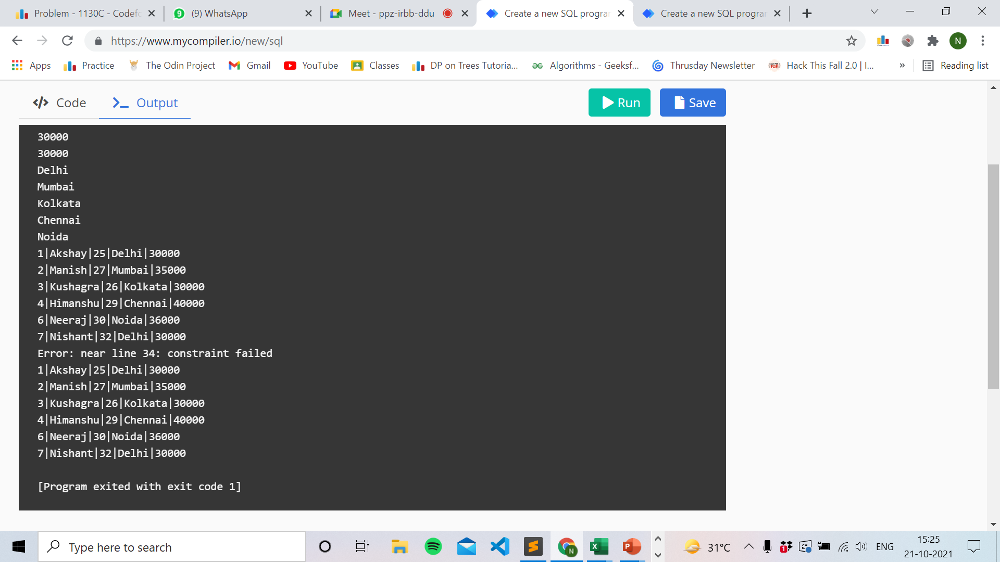 Problem - 1130C - Codefo
(9) WhatsApp
Meet - ppz-irbb-ddu
Create a new SQL program
Create a new SQL program
https://www.mycompiler.io/new/sql
N
Apps
Practice
The Odin Project
Gmail
YouTube
Classes
DP on Trees Tutoria...
Algorithms - Geeksf...
Thrusday Newsletter
Hack This Fall 2.0 | I...
»
Reading list
</> Code
>_ Output
Run
Save
30000
30000
Delhi
Mumbai
Kolkata
Chennai
Noida
1|Akshay|25|Delhi|30000
2|Manish|27|Mumbai|35000
3|Kushagra|26|Kolkata|30000
4|Himanshu|29|Chennai|40000
6|Neeraj|30|Noida|36000
7|Nishant|32|Delhi|30000
Error: near line 34: constraint failed
1|Akshay|25|Delhi|30000
2|Manish|27|Mumbai|35000
3|Kushagra|26|Kolkata|30000
4|Himanshu|29|Chennai|40000
6|Neeraj|30|Noida|36000
7|Nishant|32|Delhi|30000
[Program exited with exit code 1]
Type here to search
31°C
ENG
15:25
21-10-2021